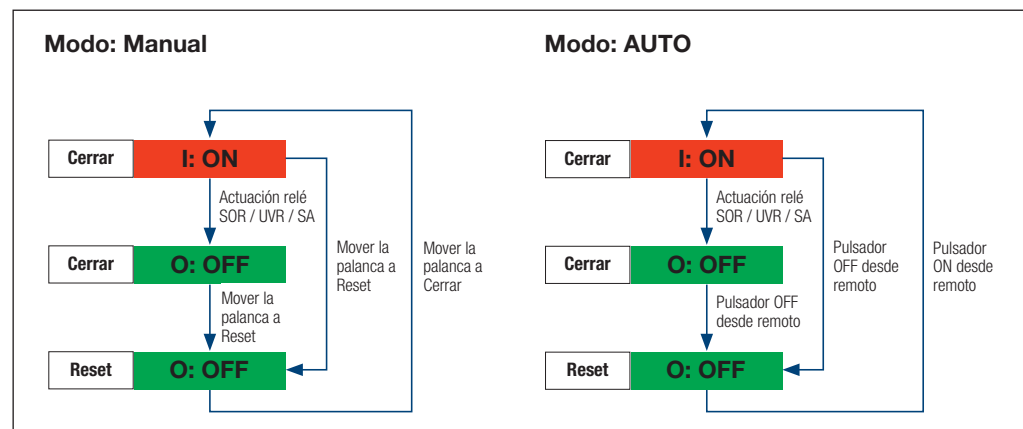 Modo: Manual
Cerrar
I: ON
Actuación relé
SOR / UVR / SA
Cerrar
O: OFF
Mover la
palanca a
Reset
Mover la
palanca a
Reset
Mover la
palanca a
Cerrar
Reset
O: OFF
Modo: AUTO
Cerrar
I: ON
Actuación relé
SOR / UVR / SA
Cerrar
O: OFF
Pulsador OFF
desde remoto
Pulsador
OFF desde
remoto
Pulsador
ON desde
remoto
Reset
O: OFF